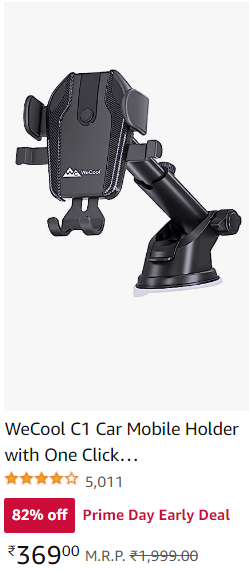 WeCool
WeCool C1 Car Mobile Holder
with One Click...
5,011
82% off Prime Day Early Deal
₹36900 M.R.P. ₹1,999.00